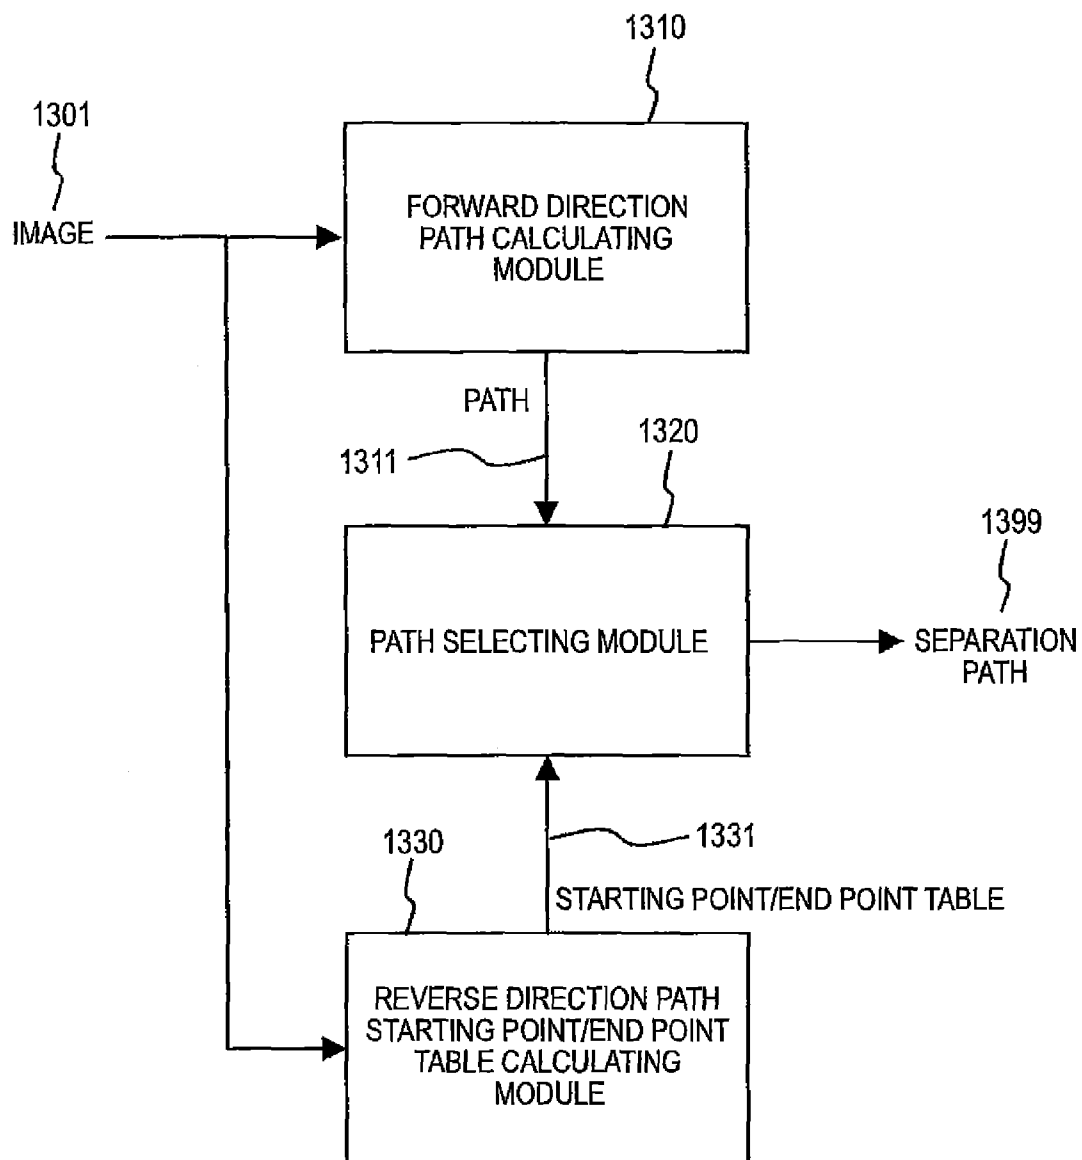 1310
1301
IMAGE
FORWARD DIRECTION
PATH CALCULATING
MODULE
PATH
1311
1320
PATH SELECTING MODULE
1399
SEPARATION
PATH
1330
1331
STARTING POINT/END POINT TABLE
REVERSE DIRECTION PATH
STARTING POINT/END POINT
TABLE CALCULATING
MODULE